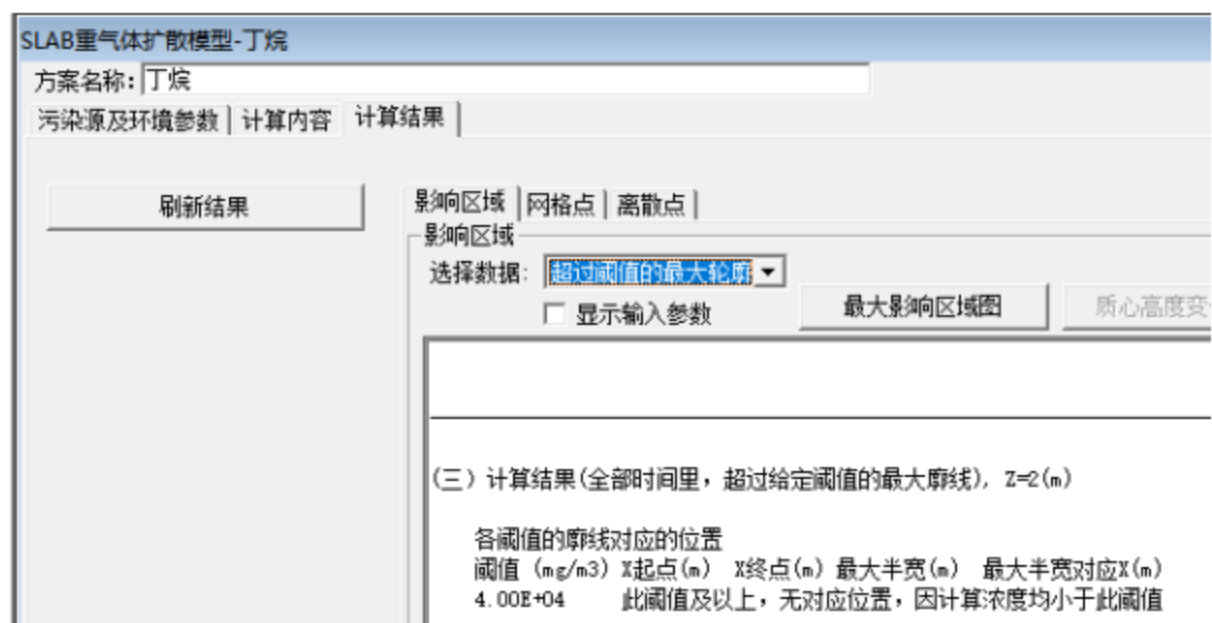 SLAB重气体扩散模型-丁烷
方案名称: 丁烷
污染源及环境参数 计算内容 计算结果
刷新结果
影响区域 网格点 离散点
影响区域
选择数据: 超过阈值的最大轮廓
显示输入参数
最大影响区域图 质心高度变
(三) 计算结果(全部时间里，超过给定阈值的最大廓线), Z=2(m)
各阈值的廓线对应的位置
阈值 (mg/m3) X起点(m) X终点(m) 最大半宽(m) 最大半宽对应X(m)
4.00E+04 此阈值及以上，无对应位置，因计算浓度均小于此阈值